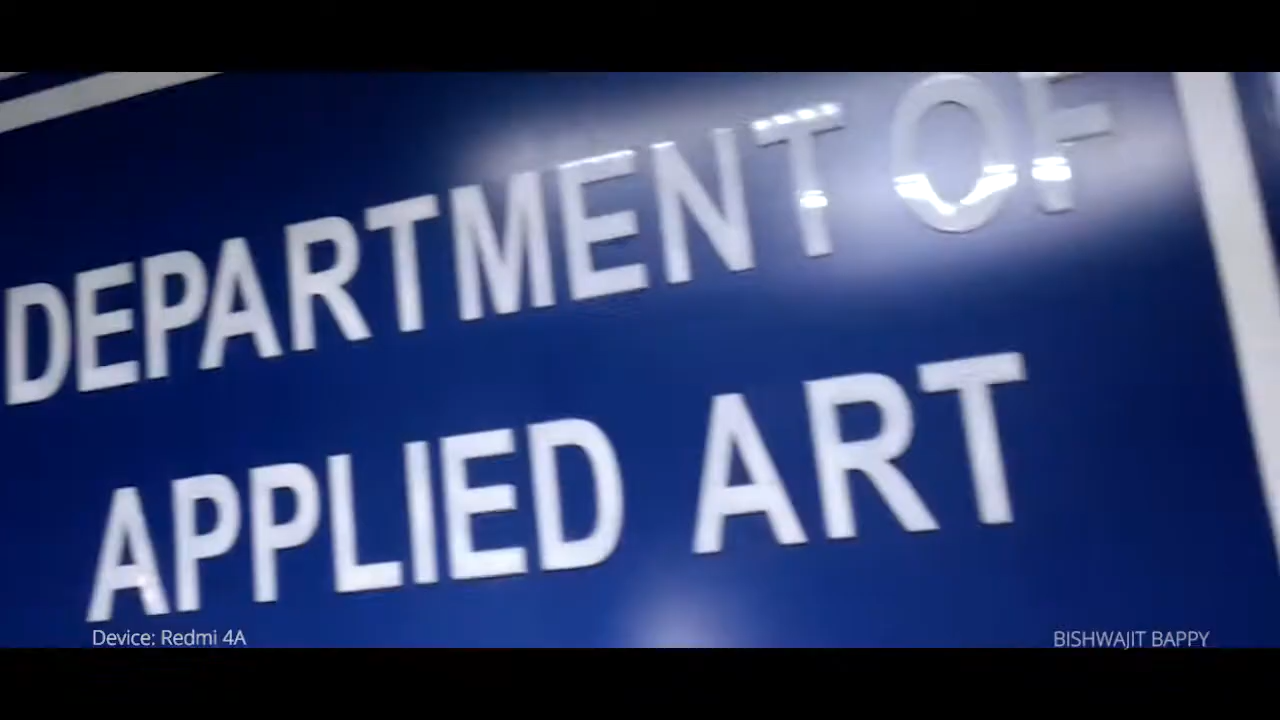 DEPARTMENT OF
APPLIED ART
Device: Redmi 4A
BISHWAJIT BAPPY